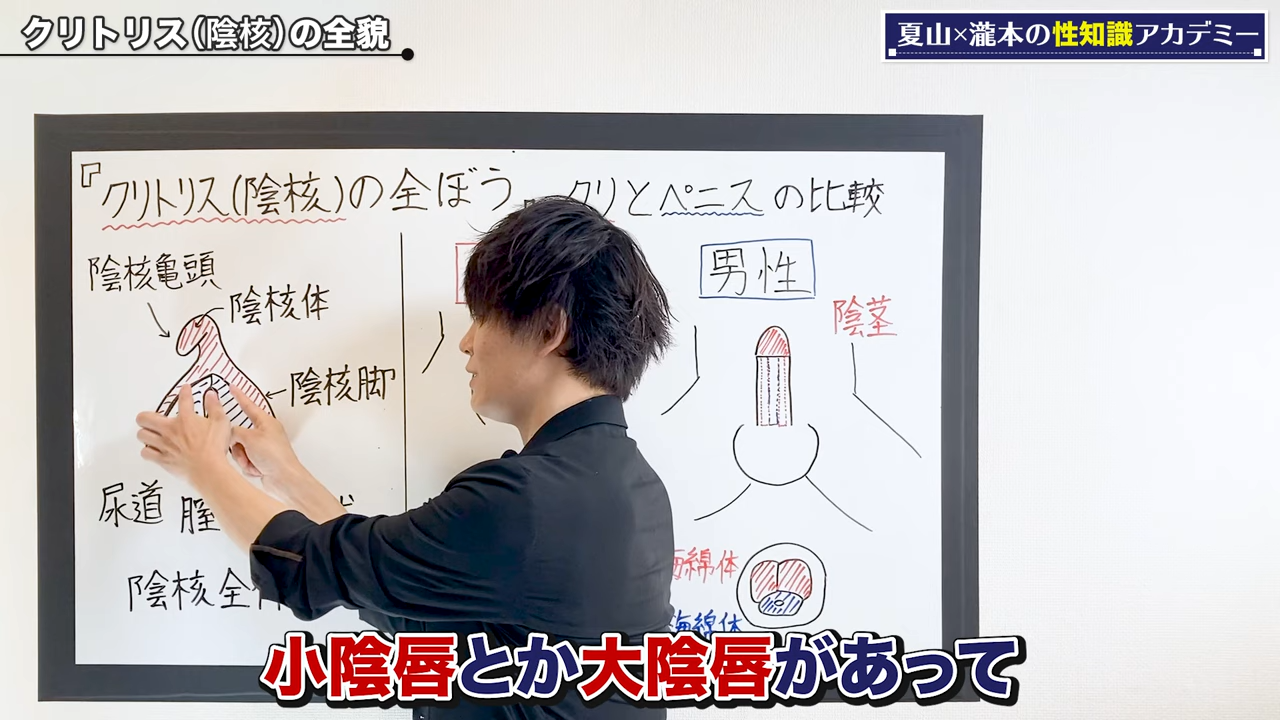 クリトリス(陰核)の全貌
夏山×瀧本の性知識アカデミー
『クリトリス(陰核)の全ぼう
クリとペニスの比較
陰核亀頭
陰核体
陰核脚
尿道 腟
陰核全
男性
陰茎
海綿体
海綿体
小陰唇とか大陰唇があって